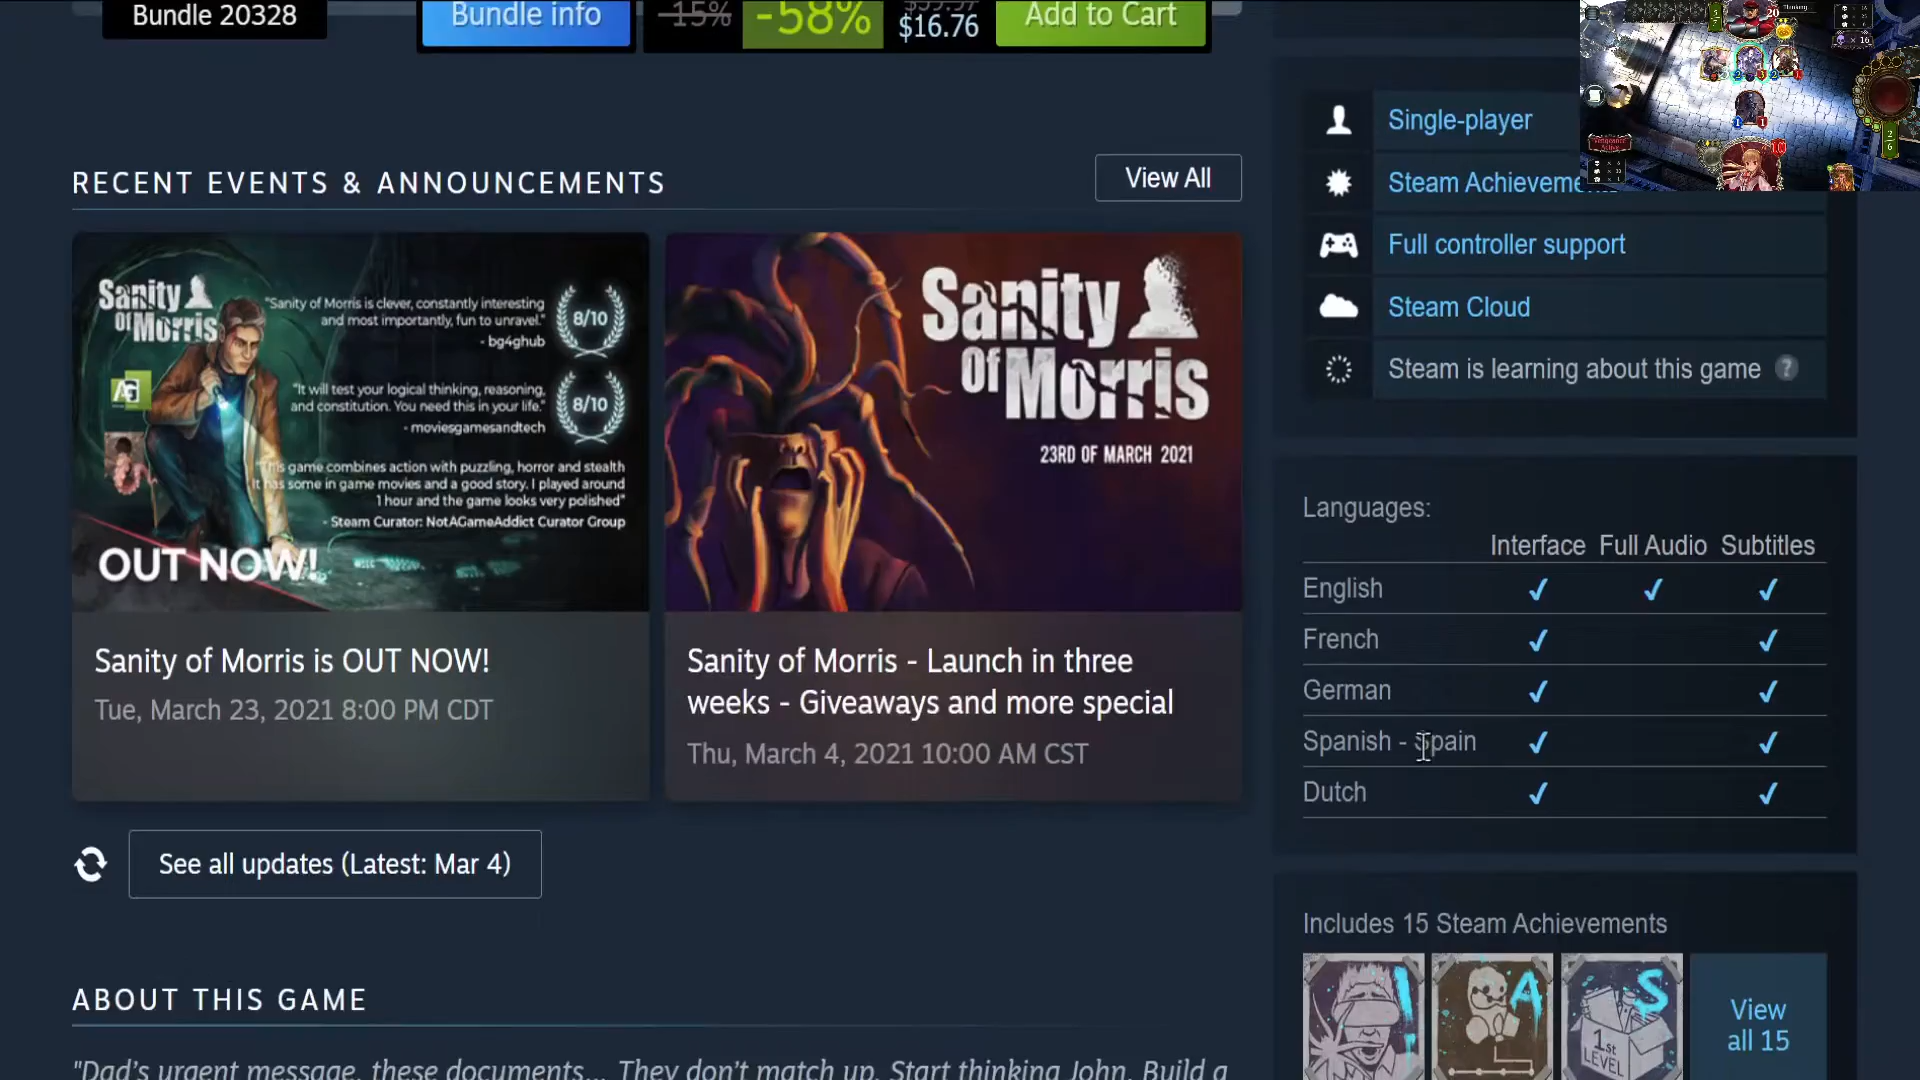 Bundle 20328
Bundle info
-15%
-58%
$16.76
Add to Cart
RECENT EVENTS & ANNOUNCEMENTS
View All
Sanity
Of Morris
"Sanity of Morris is clever, constantly interesting
and most importantly, fun to unravel."
- bg4ghub
8/10
"It will test your logical thinking, reasoning,
and constitution. You need this in your life."
- moviesgamesandtech
8/10
This game combines action with puzzling, horror and stealth
It has some in game movies and a good story. I played around
1 hour and the game looks very polished"
- Steam Curator: NotAGameAddict Curator Group
OUT NOW!
Sanity
Of Morris
23RD OF MARCH 2021
Sanity of Morris is OUT NOW!
Tue, March 23, 2021 8:00 PM CDT
Sanity of Morris - Launch in three
weeks - Giveaways and more special
Thu, March 4, 2021 10:00 AM CST
See all updates (Latest: Mar 4)
ABOUT THIS GAME
"Dad's urgent message, these documents... They don't match up. Start thinking John. Build a
Single-player
Steam Achieveme
Full controller support
Steam Cloud
Steam is learning about this game ?
Languages:
Interface Full Audio Subtitles
English ✔ ✔ ✔
French ✔ ✔
German ✔ ✔
Spanish - Spain ✔ ✔
Dutch ✔ ✔
Includes 15 Steam Achievements
I
A
S
1st
LEVEL
View
all 15
Thinking...
20